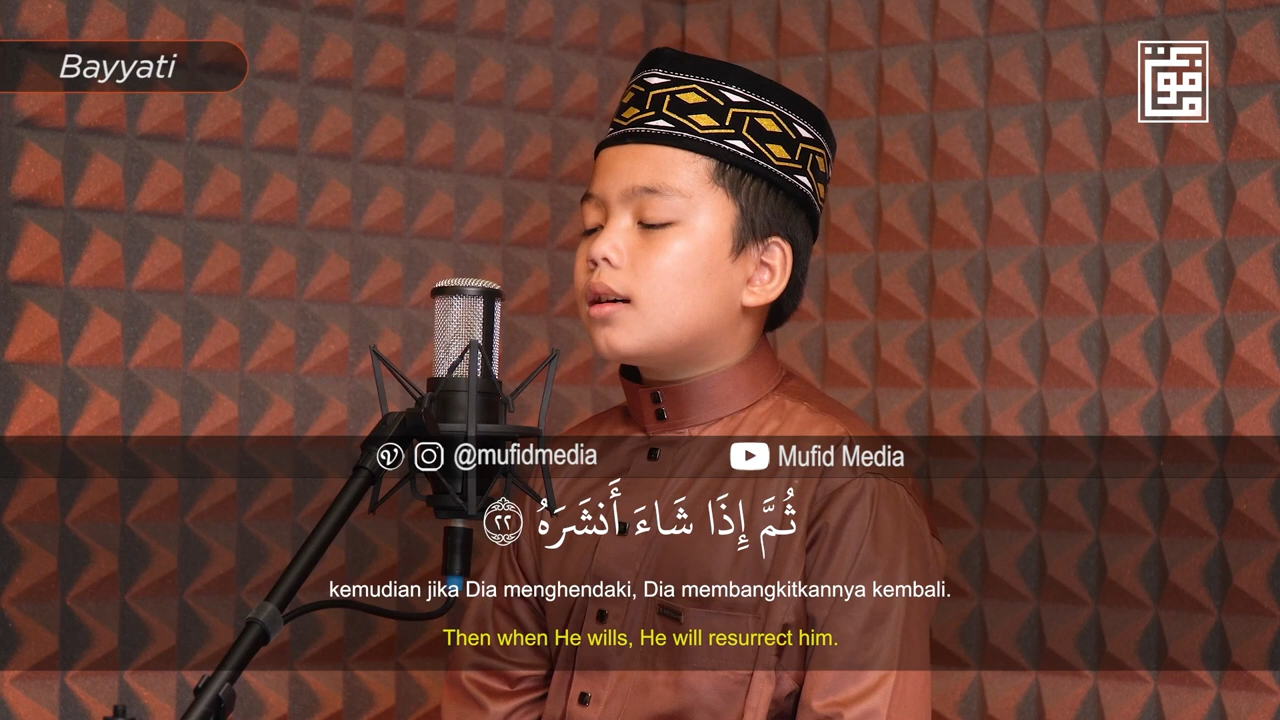 Bayyati
@mufidmedia
Mufid Media
ثُمَّ إِذَا شَاءَ أَنشَرَهُ ٢٢
kemudian jika Dia menghendaki, Dia membangkitkannya kembali.
Then when He wills, He will resurrect him.